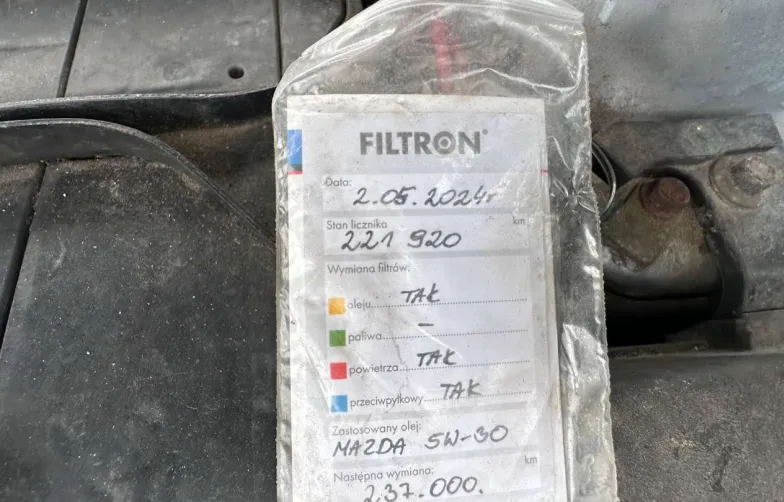 FILTRON®
Data:
2.05.2024r
Stan licznika km
221 920
Wymiana filtrów:
oleju TAK
paliwa –
powietrza TAK
przeciwpyłkowy TAK
Zastosowany olej:
MAZDA 5W-30
Następna wymiana: km
237.000.